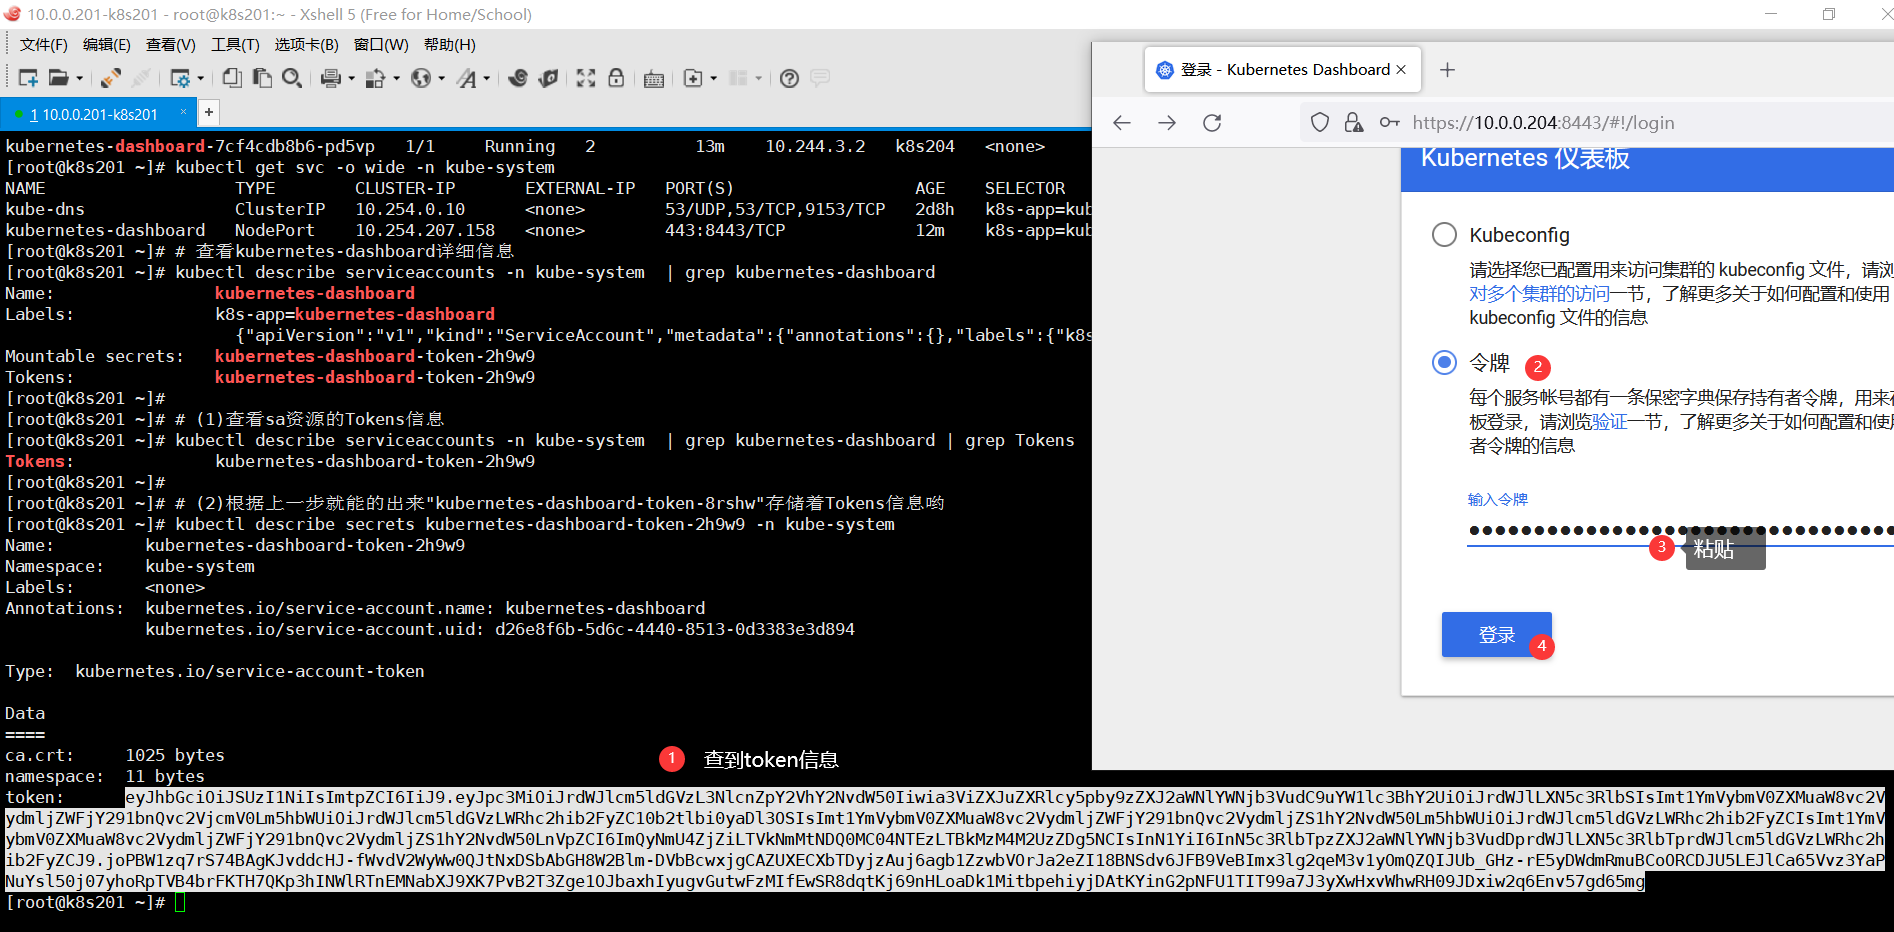 10.0.0.201-k8s201 - root@k8s201:~ - Xshell 5 (Free for Home/School)
文件(F) 编辑(E) 查看(V) 工具(T) 选项卡(B) 窗口(W) 帮助(H)
1 10.0.0.201-k8s201 × +
kubernetes-dashboard-7cf4cdb8b6-pd5vp 1/1 Running 2 13m 10.244.3.2 k8s204 <none>
[root@k8s201 ~]# kubectl get svc -o wide -n kube-system
NAME TYPE CLUSTER-IP EXTERNAL-IP PORT(S) AGE SELECTOR
kube-dns ClusterIP 10.254.0.10 <none> 53/UDP,53/TCP,9153/TCP 2d8h k8s-app=kub
kubernetes-dashboard NodePort 10.254.207.158 <none> 443:8443/TCP 12m k8s-app=kub
[root@k8s201 ~]# # 查看kubernetes-dashboard详细信息
[root@k8s201 ~]# kubectl describe serviceaccounts -n kube-system | grep kubernetes-dashboard
Name: kubernetes-dashboard
Labels: k8s-app=kubernetes-dashboard
{"apiVersion":"v1","kind":"ServiceAccount","metadata":{"annotations":{},"labels":{"k8s
Mountable secrets: kubernetes-dashboard-token-2h9w9
Tokens: kubernetes-dashboard-token-2h9w9
[root@k8s201 ~]#
[root@k8s201 ~]# # (1)查看sa资源的Tokens信息
[root@k8s201 ~]# kubectl describe serviceaccounts -n kube-system | grep kubernetes-dashboard | grep Tokens
Tokens: kubernetes-dashboard-token-2h9w9
[root@k8s201 ~]#
[root@k8s201 ~]# # (2)根据上一步就能的出来"kubernetes-dashboard-token-8rshw"存储着Tokens信息哟
[root@k8s201 ~]# kubectl describe secrets kubernetes-dashboard-token-2h9w9 -n kube-system
Name: kubernetes-dashboard-token-2h9w9
Namespace: kube-system
Labels: <none>
Annotations: kubernetes.io/service-account.name: kubernetes-dashboard
kubernetes.io/service-account.uid: d26e8f6b-5d6c-4440-8513-0d3383e3d894
Type: kubernetes.io/service-account-token
Data
====
ca.crt: 1025 bytes
namespace: 11 bytes
1 查到token信息
token:
[root@k8s201 ~]#
登录 - Kubernetes Dashboard × +
https://10.0.0.204:8443/#!/login
Kubernetes 仪表板
Kubeconfig
请选择您已配置用来访问集群的 kubeconfig 文件，请浏
对多个集群的访问一节，了解更多关于如何配置和使用
kubeconfig 文件的信息
令牌 2
每个服务帐号都有一条保密字典保存持有者令牌，用来在
板登录，请浏览验证一节，了解更多关于如何配置和使用
者令牌的信息
输入令牌
3 粘贴
登录 4